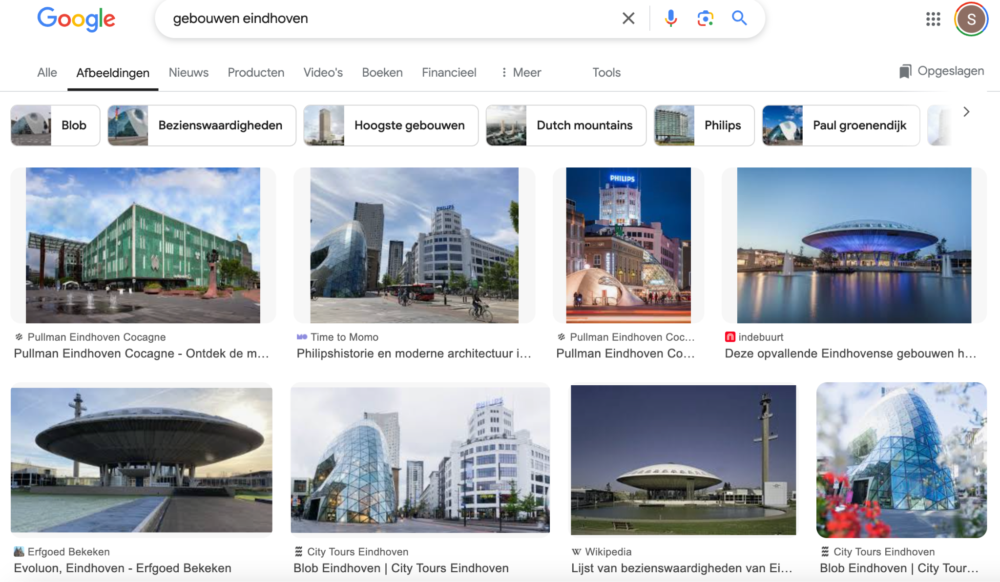 Google
gebouwen eindhoven
S
Alle Afbeeldingen Nieuws Producten Video's Boeken Financieel Meer Tools Opgeslagen
Blob Bezienswaardigheden Hoogste gebouwen Dutch mountains Philips Paul groenendijk
PHILIPS
PHILIPS
Pullman Eindhoven Cocagne
Pullman Eindhoven Cocagne - Ontdek de m...
Time to Momo
Philipshistorie en moderne architectuur i...
Pullman Eindhoven Coc...
Pullman Eindhoven Co...
indebuurt
Deze opvallende Eindhovense gebouwen h...
PHILIPS
Erfgoed Bekeken
Evoluon, Eindhoven - Erfgoed Bekeken
City Tours Eindhoven
Blob Eindhoven | City Tours Eindhoven
W Wikipedia
Lijst van bezienswaardigheden van Ei...
City Tours Eindhoven
Blob Eindhoven | City Tour...